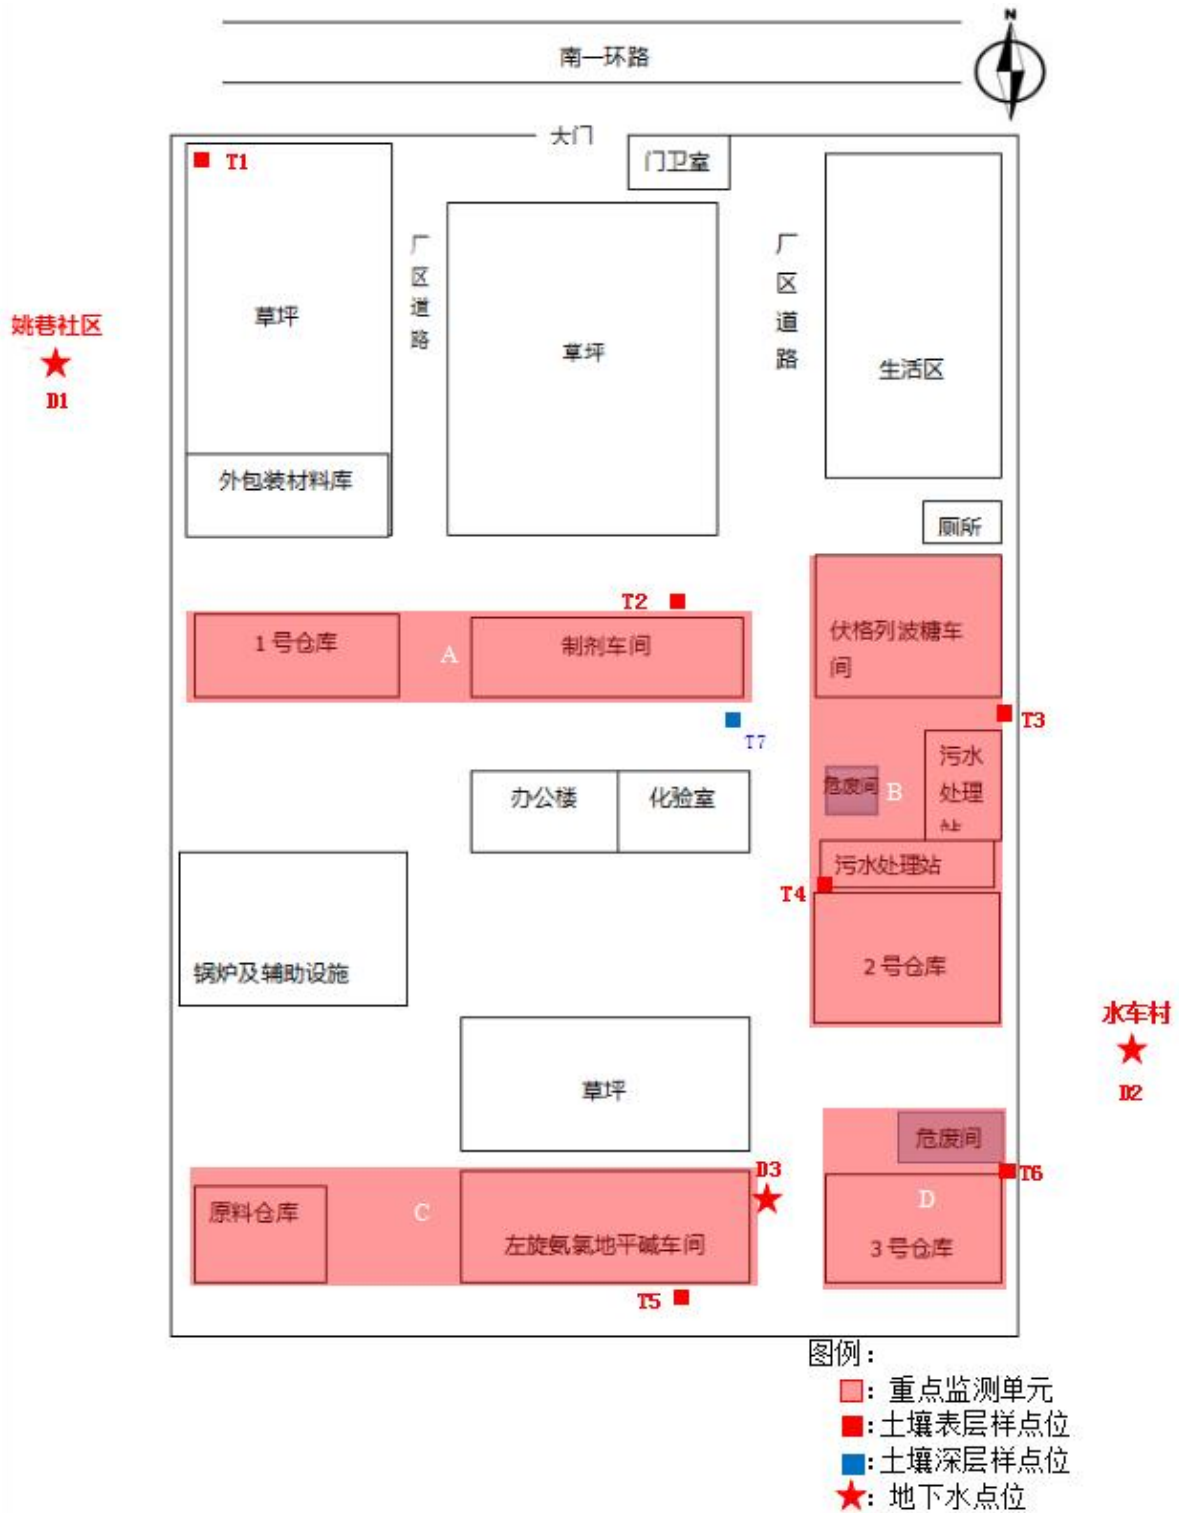 N
南一环路
大门
门卫室
T1
厂区道路
厂区道路
草坪
草坪
生活区
姚巷社区
D1
外包装材料库
厕所
T2
1号仓库
A
制剂车间
伏格列波糖车
间
T3
T7
污水
处理
站
危废间
B
办公楼
化验室
污水处理站
T4
2号仓库
锅炉及辅助设施
水车村
D2
草坪
危废间
D3
T6
原料仓库
C
左旋氨氯地平碱车间
D
3号仓库
T5
图例：
：重点监测单元
：土壤表层样点位
：土壤深层样点位
：地下水点位